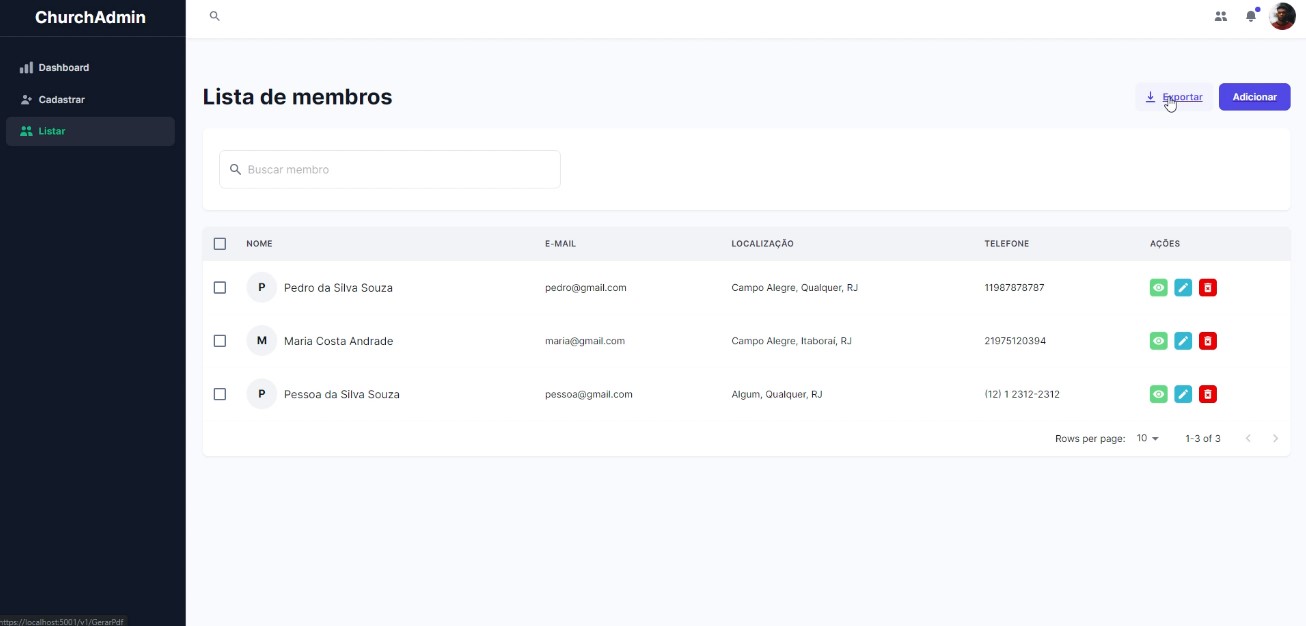 ChurchAdmin
Dashboard
Cadastrar
Listar
Lista de membros
Exportar
Adicionar
Buscar membro
NOME E-MAIL LOCALIZAÇÃO TELEFONE AÇÕES
P Pedro da Silva Souza pedro@gmail.com Campo Alegre, Qualquer, RJ 11987878787
M Maria Costa Andrade maria@gmail.com Campo Alegre, Itaboraí, RJ 21975120394
P Pessoa da Silva Souza pessoa@gmail.com Algum, Qualquer, RJ (12) 1 2312-2312
Rows per page: 10 1-3 of 3
https://localhost:5001/v1/GerarPdf